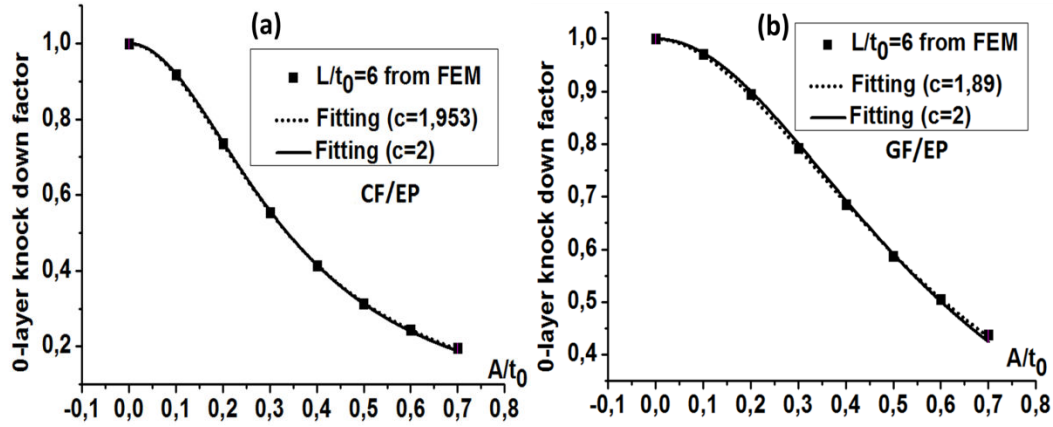 (a)
0-layer knock down factor
1,0
0,8
0,6
0,4
0,2
L/t0=6 from FEM
Fitting (c=1,953)
Fitting (c=2)
CF/EP
A/t0
-0,1 0,0 0,1 0,2 0,3 0,4 0,5 0,6 0,7 0,8
(b)
0-layer knock down factor
1,0
0,9
0,8
0,7
0,6
0,5
0,4
L/t0=6 from FEM
Fitting (c=1,89)
Fitting (c=2)
GF/EP
A/t0
-0,1 0,0 0,1 0,2 0,3 0,4 0,5 0,6 0,7 0,8